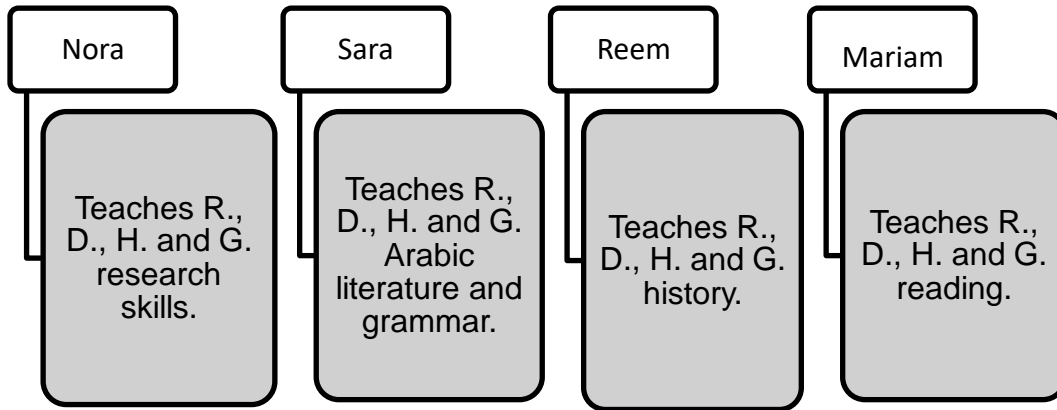 Nora
Teaches R.,
D., H. and G.
research
skills.
Sara
Teaches R.,
D., H. and G.
Arabic
literature and
grammar.
Reem
Teaches R.,
D., H. and G.
history.
Mariam
Teaches R.,
D., H. and G.
reading.